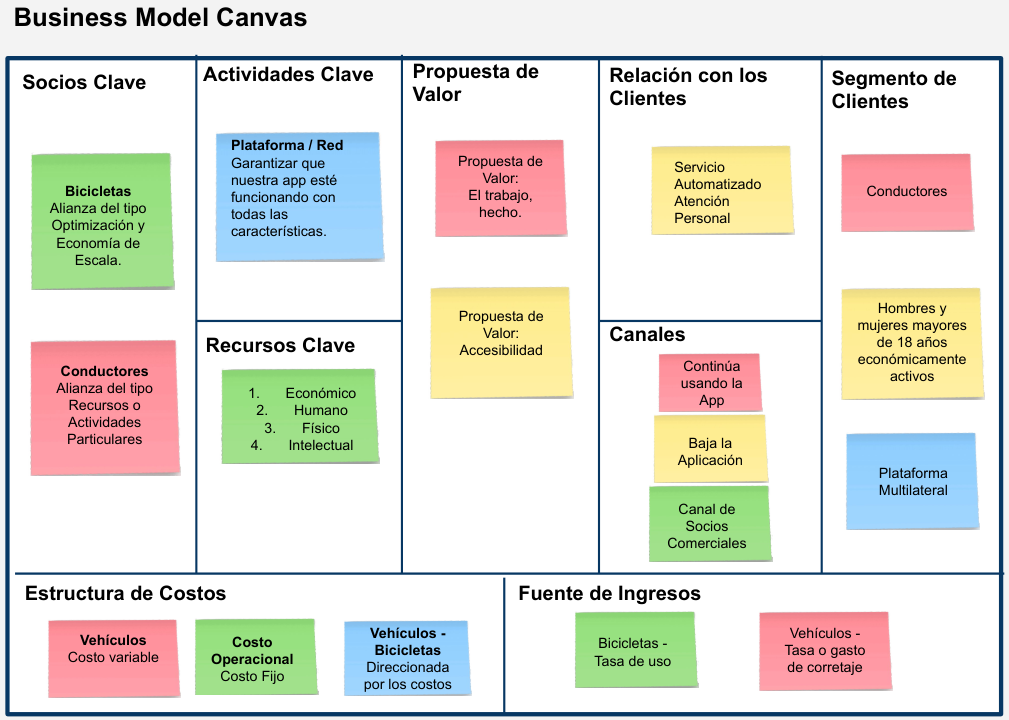 Business Model Canvas
Socios Clave
Bicicletas
Alianza del tipo
Optimización y
Economía de
Escala.
Conductores
Alianza del tipo
Recursos o
Actividades
Particulares
Actividades Clave
Plataforma / Red
Garantizar que
nuestra app esté
funcionando con
todas las
características.
Recursos Clave
1. Económico
2. Humano
3. Físico
4. Intelectual
Propuesta de
Valor
Propuesta de
Valor:
El trabajo,
hecho.
Propuesta de
Valor:
Accesibilidad
Relación con los
Clientes
Servicio
Automatizado
Atención
Personal
Canales
Continúa
usando la
App
Baja la
Aplicación
Canal de
Socios
Comerciales
Segmento de
Clientes
Conductores
Hombres y
mujeres mayores
de 18 años
económicamente
activos
Plataforma
Multilateral
Estructura de Costos
Vehículos
Costo variable
Costo
Operacional
Costo Fijo
Vehículos -
Bicicletas
Direccionada
por los costos
Fuente de Ingresos
Bicicletas -
Tasa de uso
Vehículos -
Tasa o gasto
de corretaje